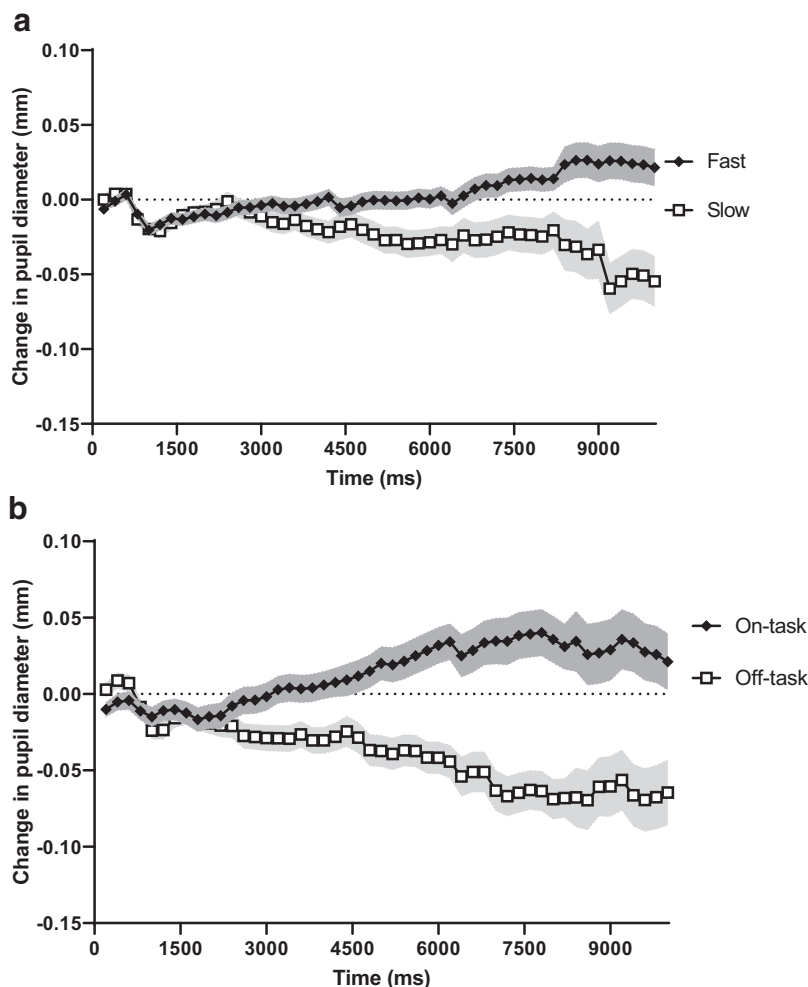 a
0.10
0.05
0.00
-0.05
-0.10
-0.15
Change in pupil diameter (mm)
0 1500 3000 4500 6000 7500 9000
Time (ms)
Fast
Slow
b
0.10
0.05
0.00
-0.05
-0.10
-0.15
Change in pupil diameter (mm)
0 1500 3000 4500 6000 7500 9000
Time (ms)
On-task
Off-task